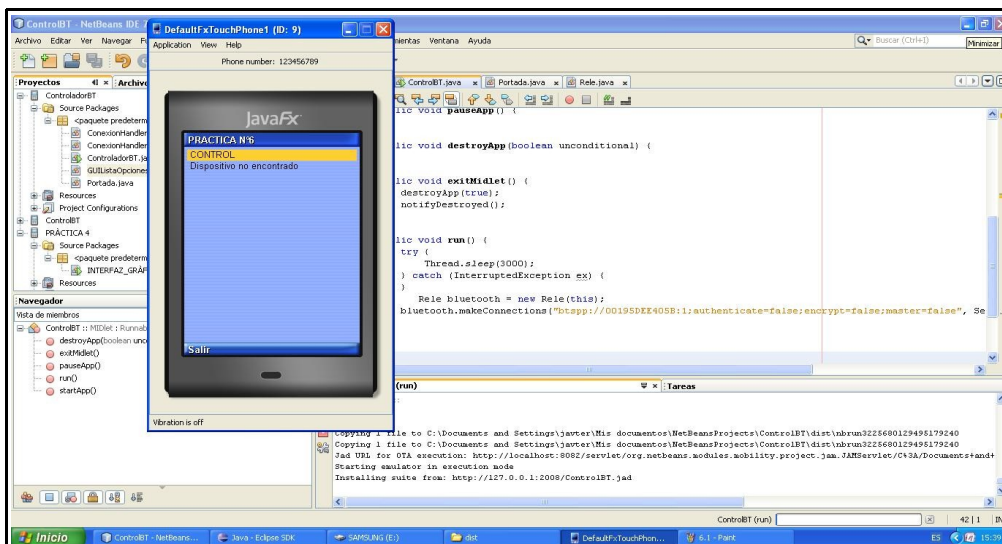 ControlBT - NetBeans IDE
DefaultFxTouchPhone1 (ID: 9)
Archivo Editar Ver Navegar
Application View Help
Ventana Ayuda
Buscar (Ctrl+I)
Minimizar
Phone number: 123456789
Proyectos
ControladorBT
Source Packages
<paquete predeterm
ConexionHandler
ConexionHandler
ControladorBT.ja
GUIListaOpciones
Portada.java
Resources
Project Configurations
ControlBT
PRÁCTICA 4
Source Packages
<paquete predeterm
INTERFAZ_GRÁF
Resources
JavaFx
PRACTICA Nº6
CONTROL
Dispositivo no encontrado
Salir
Vibration is off
ControlBT.java
Portada.java
Rele.java
lic void pauseApp() {
lic void destroyApp(boolean unconditional) {
lic void exitMidlet() {
destroyApp(true);
notifyDestroyed();
lic void run() {
try {
Thread.sleep(3000);
} catch (InterruptedException ex) {
}
Rele bluetooth = new Rele(this);
bluetooth.makeConnections("btspp://00195DEE405B:1;authenticate=false;encrypt=false;master=false", Se
Navegador
Vista de miembros
ControlBT :: MIDlet : Runnab
destroyApp(boolean unco
exitMidlet()
pauseApp()
run()
startApp()
(run)
Tareas
Copying 1 file to C:\Documents and Settings\javter\Mis documentos\NetBeansProjects\ControlBT\dist\nbrun3225680129495179240
Copying 1 file to C:\Documents and Settings\javter\Mis documentos\NetBeansProjects\ControlBT\dist\nbrun3225680129495179240
Jad URL for OTA execution: http://localhost:8082/servlet/org.netbeans.modules.mobility.project.jam.JAMServlet/C%3A/Documents+and+
Starting emulator in execution mode
Installing suite from: http://127.0.0.1:2008/ControlBT.jad
ControlBT (run)
42 | 1
IN
Inicio
ControlBT - NetBeans...
Java - Eclipse SDK
SAMSUNG (E:)
dist
DefaultFxTouchPhon...
6.1 - Paint
ES
15:39